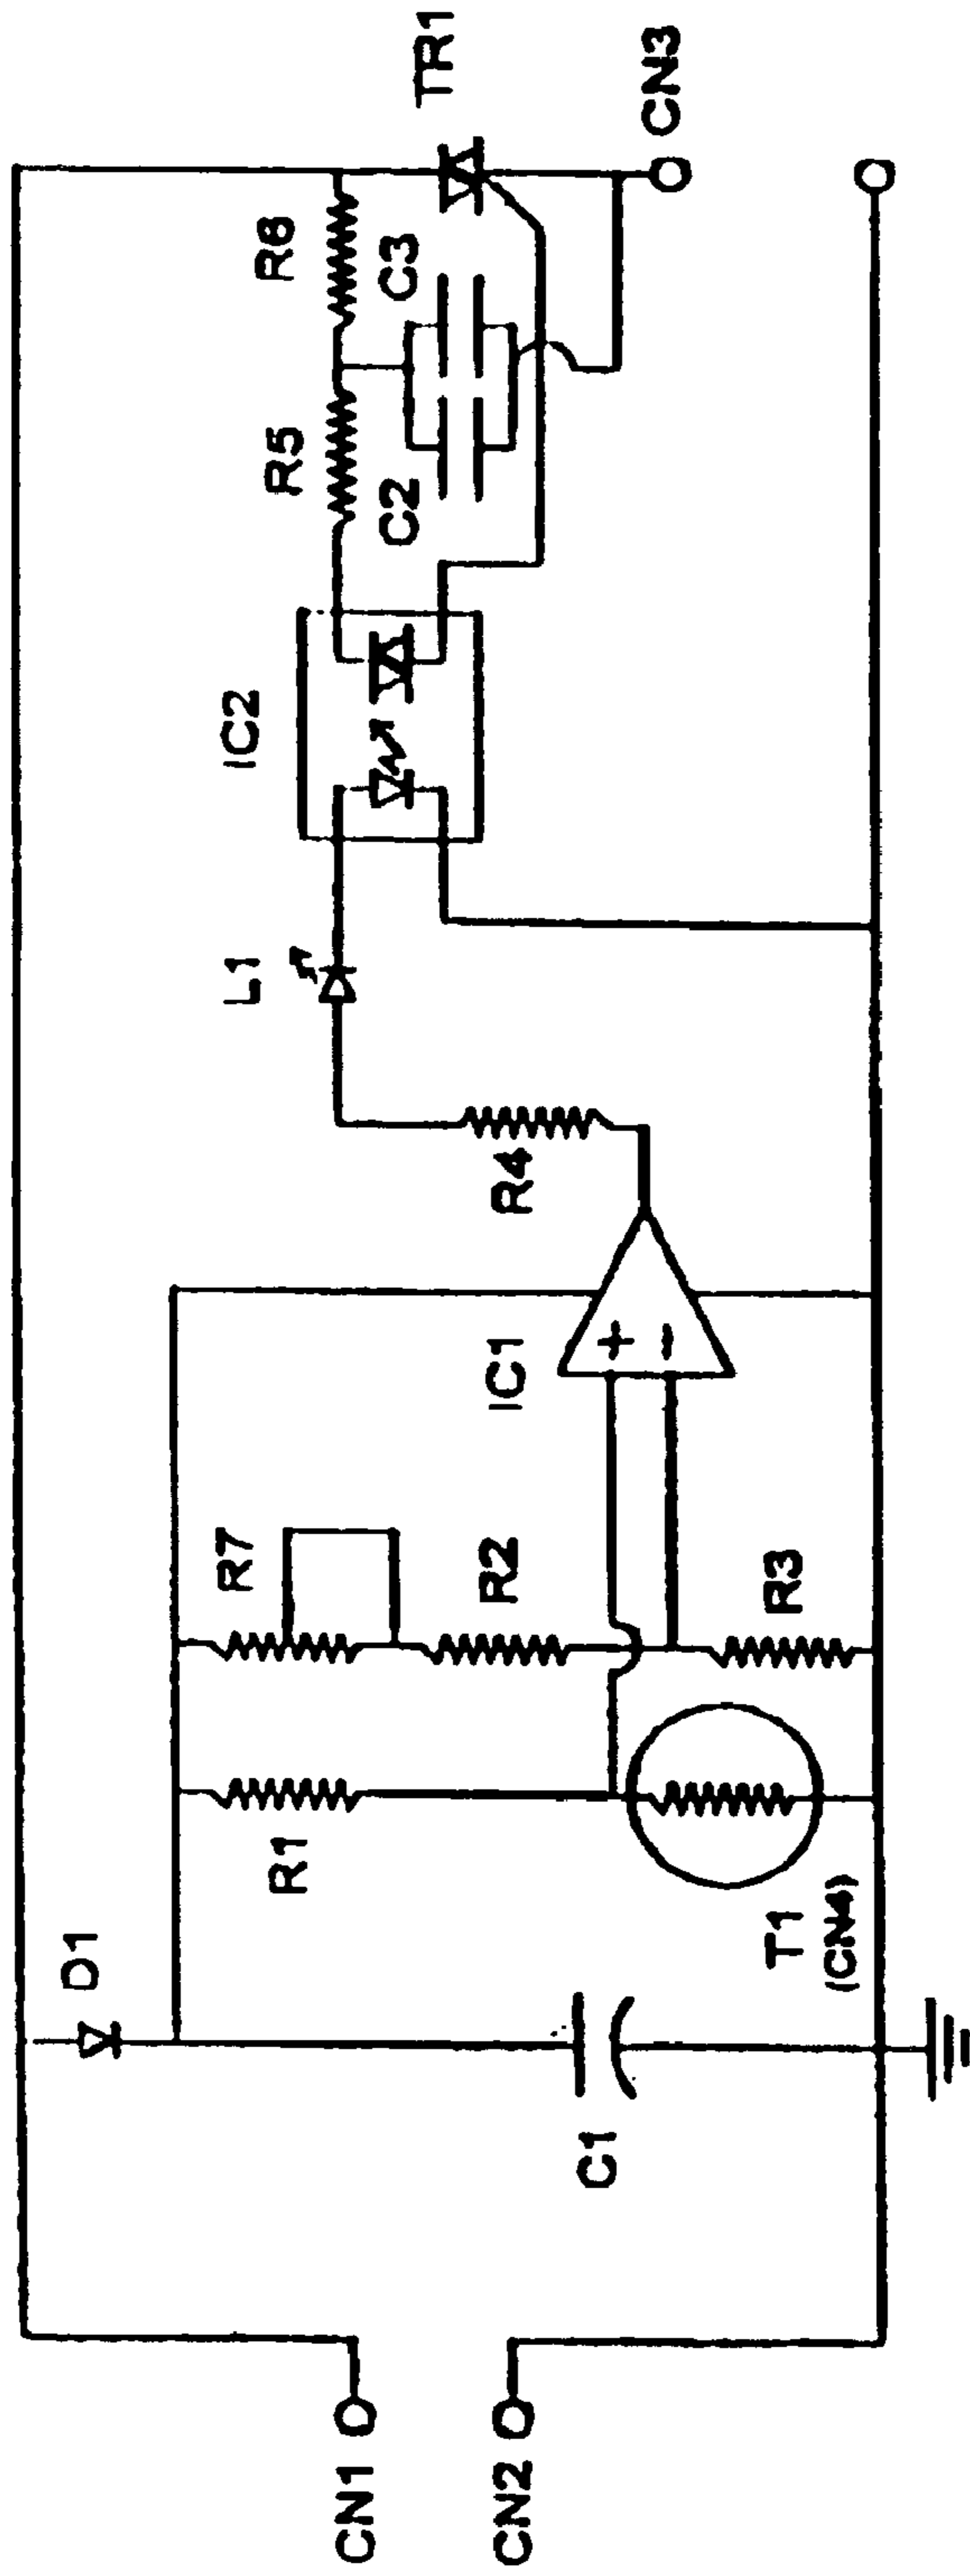 CN1
CN2
D1
C1
R1
T1
(CN4)
R7
R2
R3
IC1
+
−
R4
L1
IC2
R5
R6
C2
C3
TR1
CN3